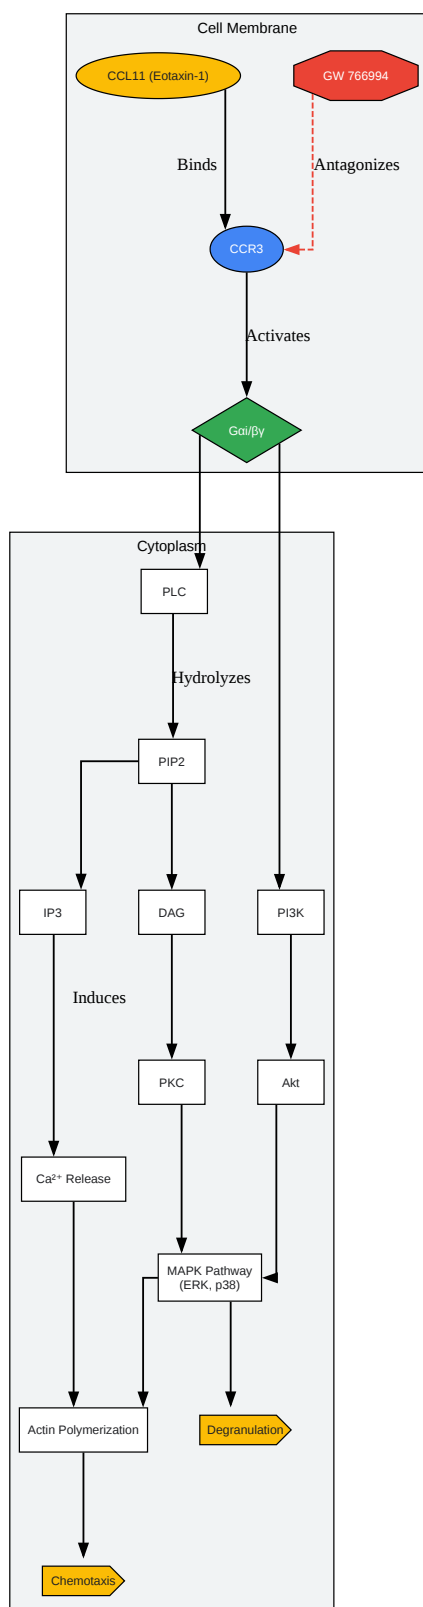 Cell Membrane
CCL11 (Eotaxin-1)
GW 766994
Binds
Antagonizes
CCR3
Activates
Gαi/βγ
Cytoplasm
PLC
Hydrolyzes
PIP2
IP3
DAG
PI3K
Induces
PKC
Akt
Ca²⁺ Release
MAPK Pathway
(ERK, p38)
Actin Polymerization
Degranulation
Chemotaxis